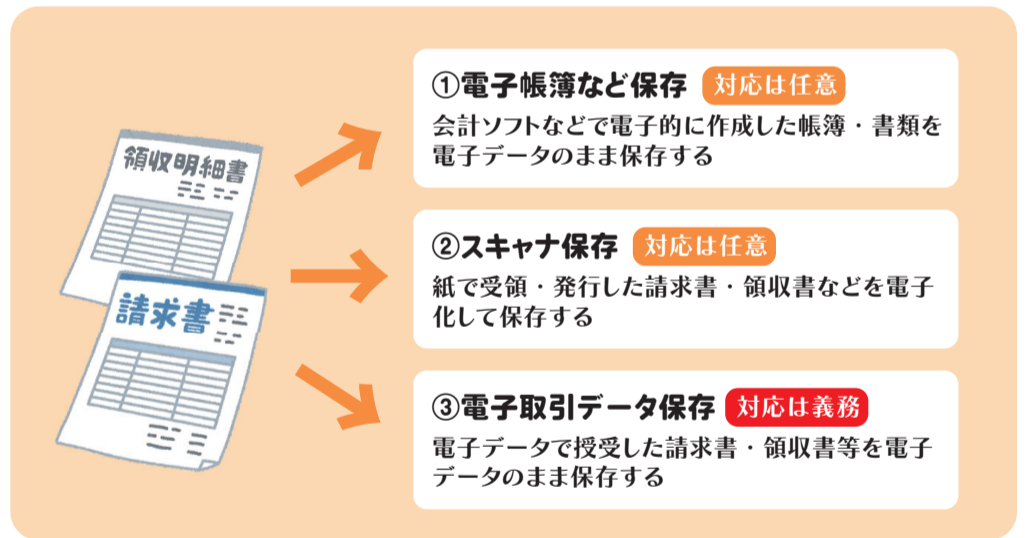 領収明細書
請求書
①電子帳簿など保存 対応は任意
会計ソフトなどで電子的に作成した帳簿・書類を
電子データのまま保存する
②スキャナ保存 対応は任意
紙で受領・発行した請求書・領収書などを電子
化して保存する
③電子取引データ保存 対応は義務
電子データで授受した請求書・領収書等を電子
データのまま保存する